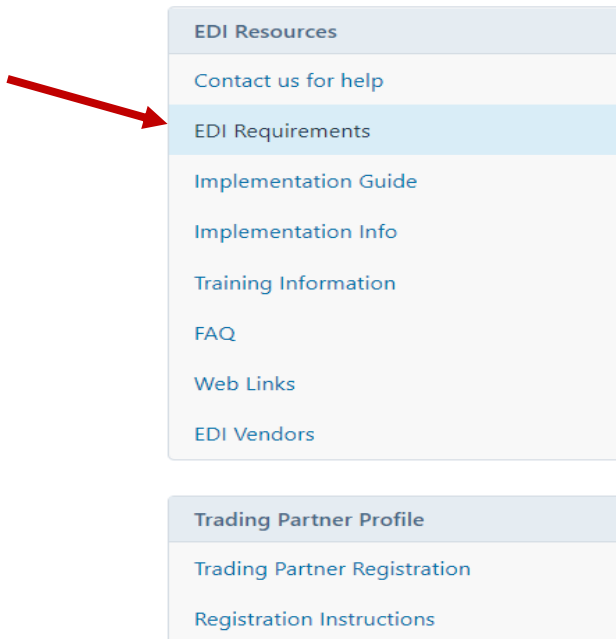 EDI Resources
Contact us for help
EDI Requirements
Implementation Guide
Implementation Info
Training Information
FAQ
Web Links
EDI Vendors
Trading Partner Profile
Trading Partner Registration
Registration Instructions